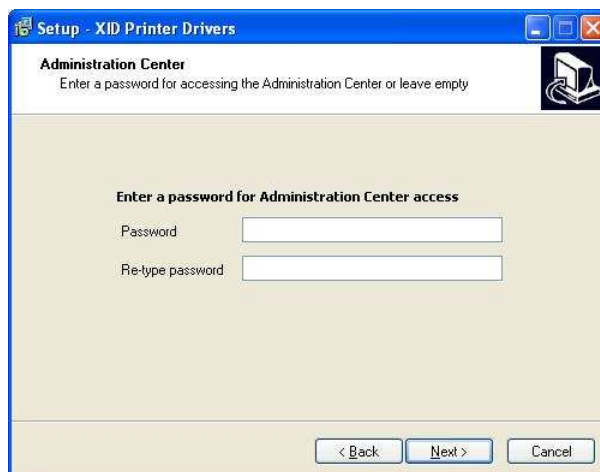 Setup - XID Printer Drivers
Administration Center
Enter a password for accessing the Administration Center or leave empty
Enter a password for Administration Center access
Password
Re-type password
< Back
Next >
Cancel